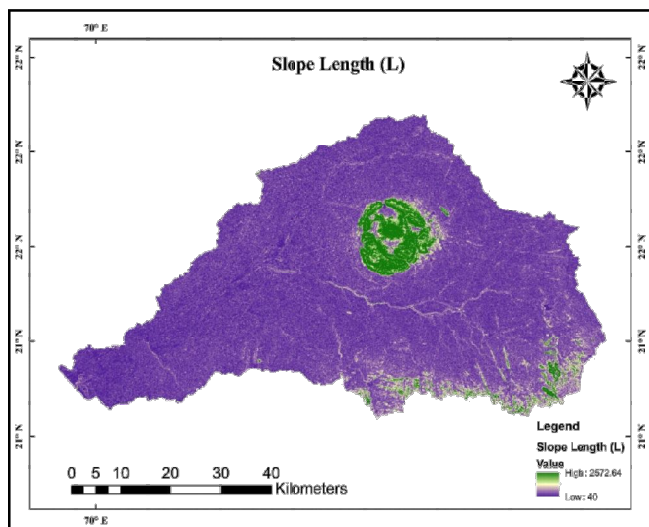 70° E
Slope Length (L)
22° N
22° N
22° N
22° N
22° N
22° N
21° N
21° N
21° N
21° N
Legend
Slope Length (L)
Value
High: 2572.64
Low: 40
0 5 10 20 30 40
Kilometers
70° E